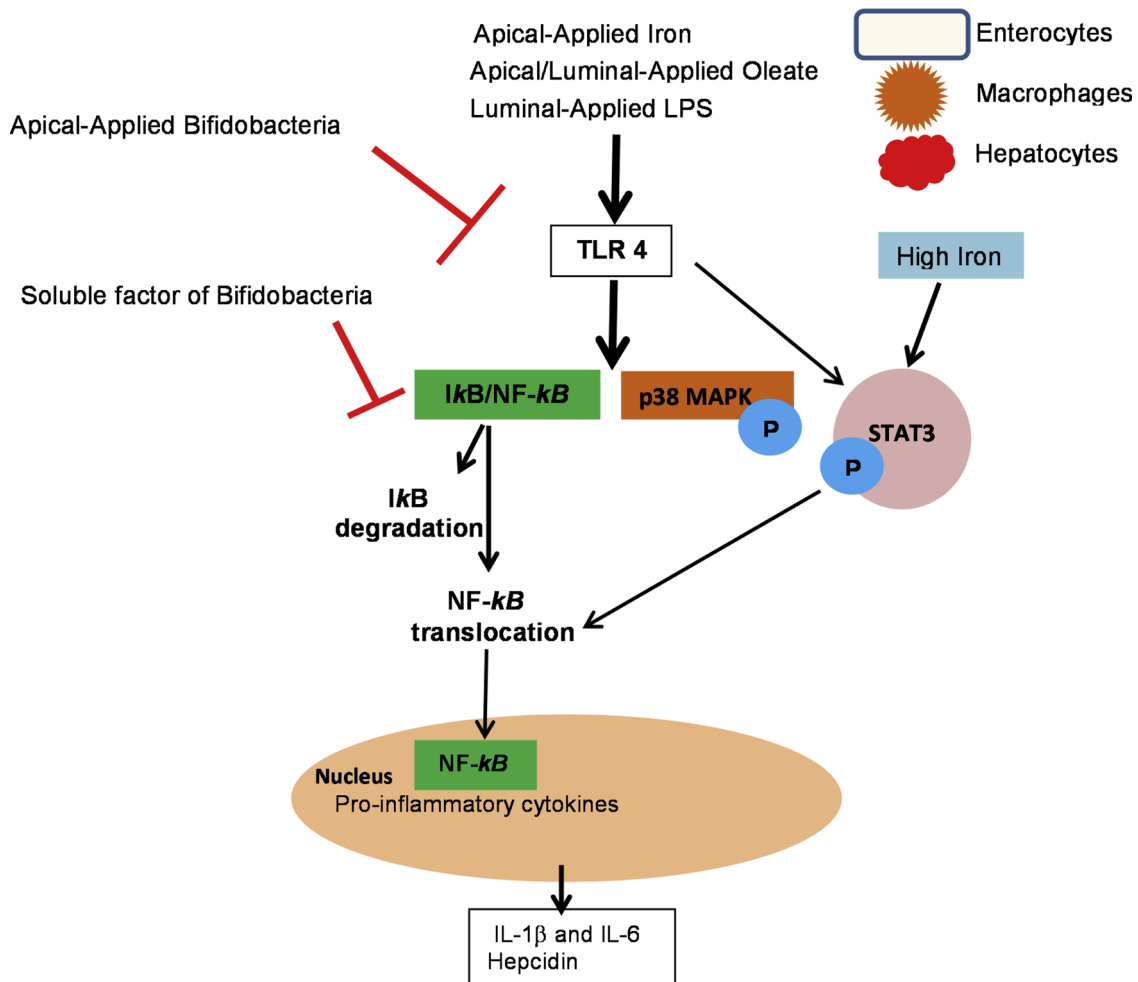 Apical-Applied Iron
Apical/Luminal-Applied Oleate
Luminal-Applied LPS
Enterocytes
Macrophages
Hepatocytes
Apical-Applied Bifidobacteria
TLR 4
High Iron
Soluble factor of Bifidobacteria
IkB/NF-kB
p38 MAPK
P
STAT3
P
IkB
degradation
NF-kB
translocation
NF-kB
Nucleus
Pro-inflammatory cytokines
IL-1β and IL-6
Hepcidin